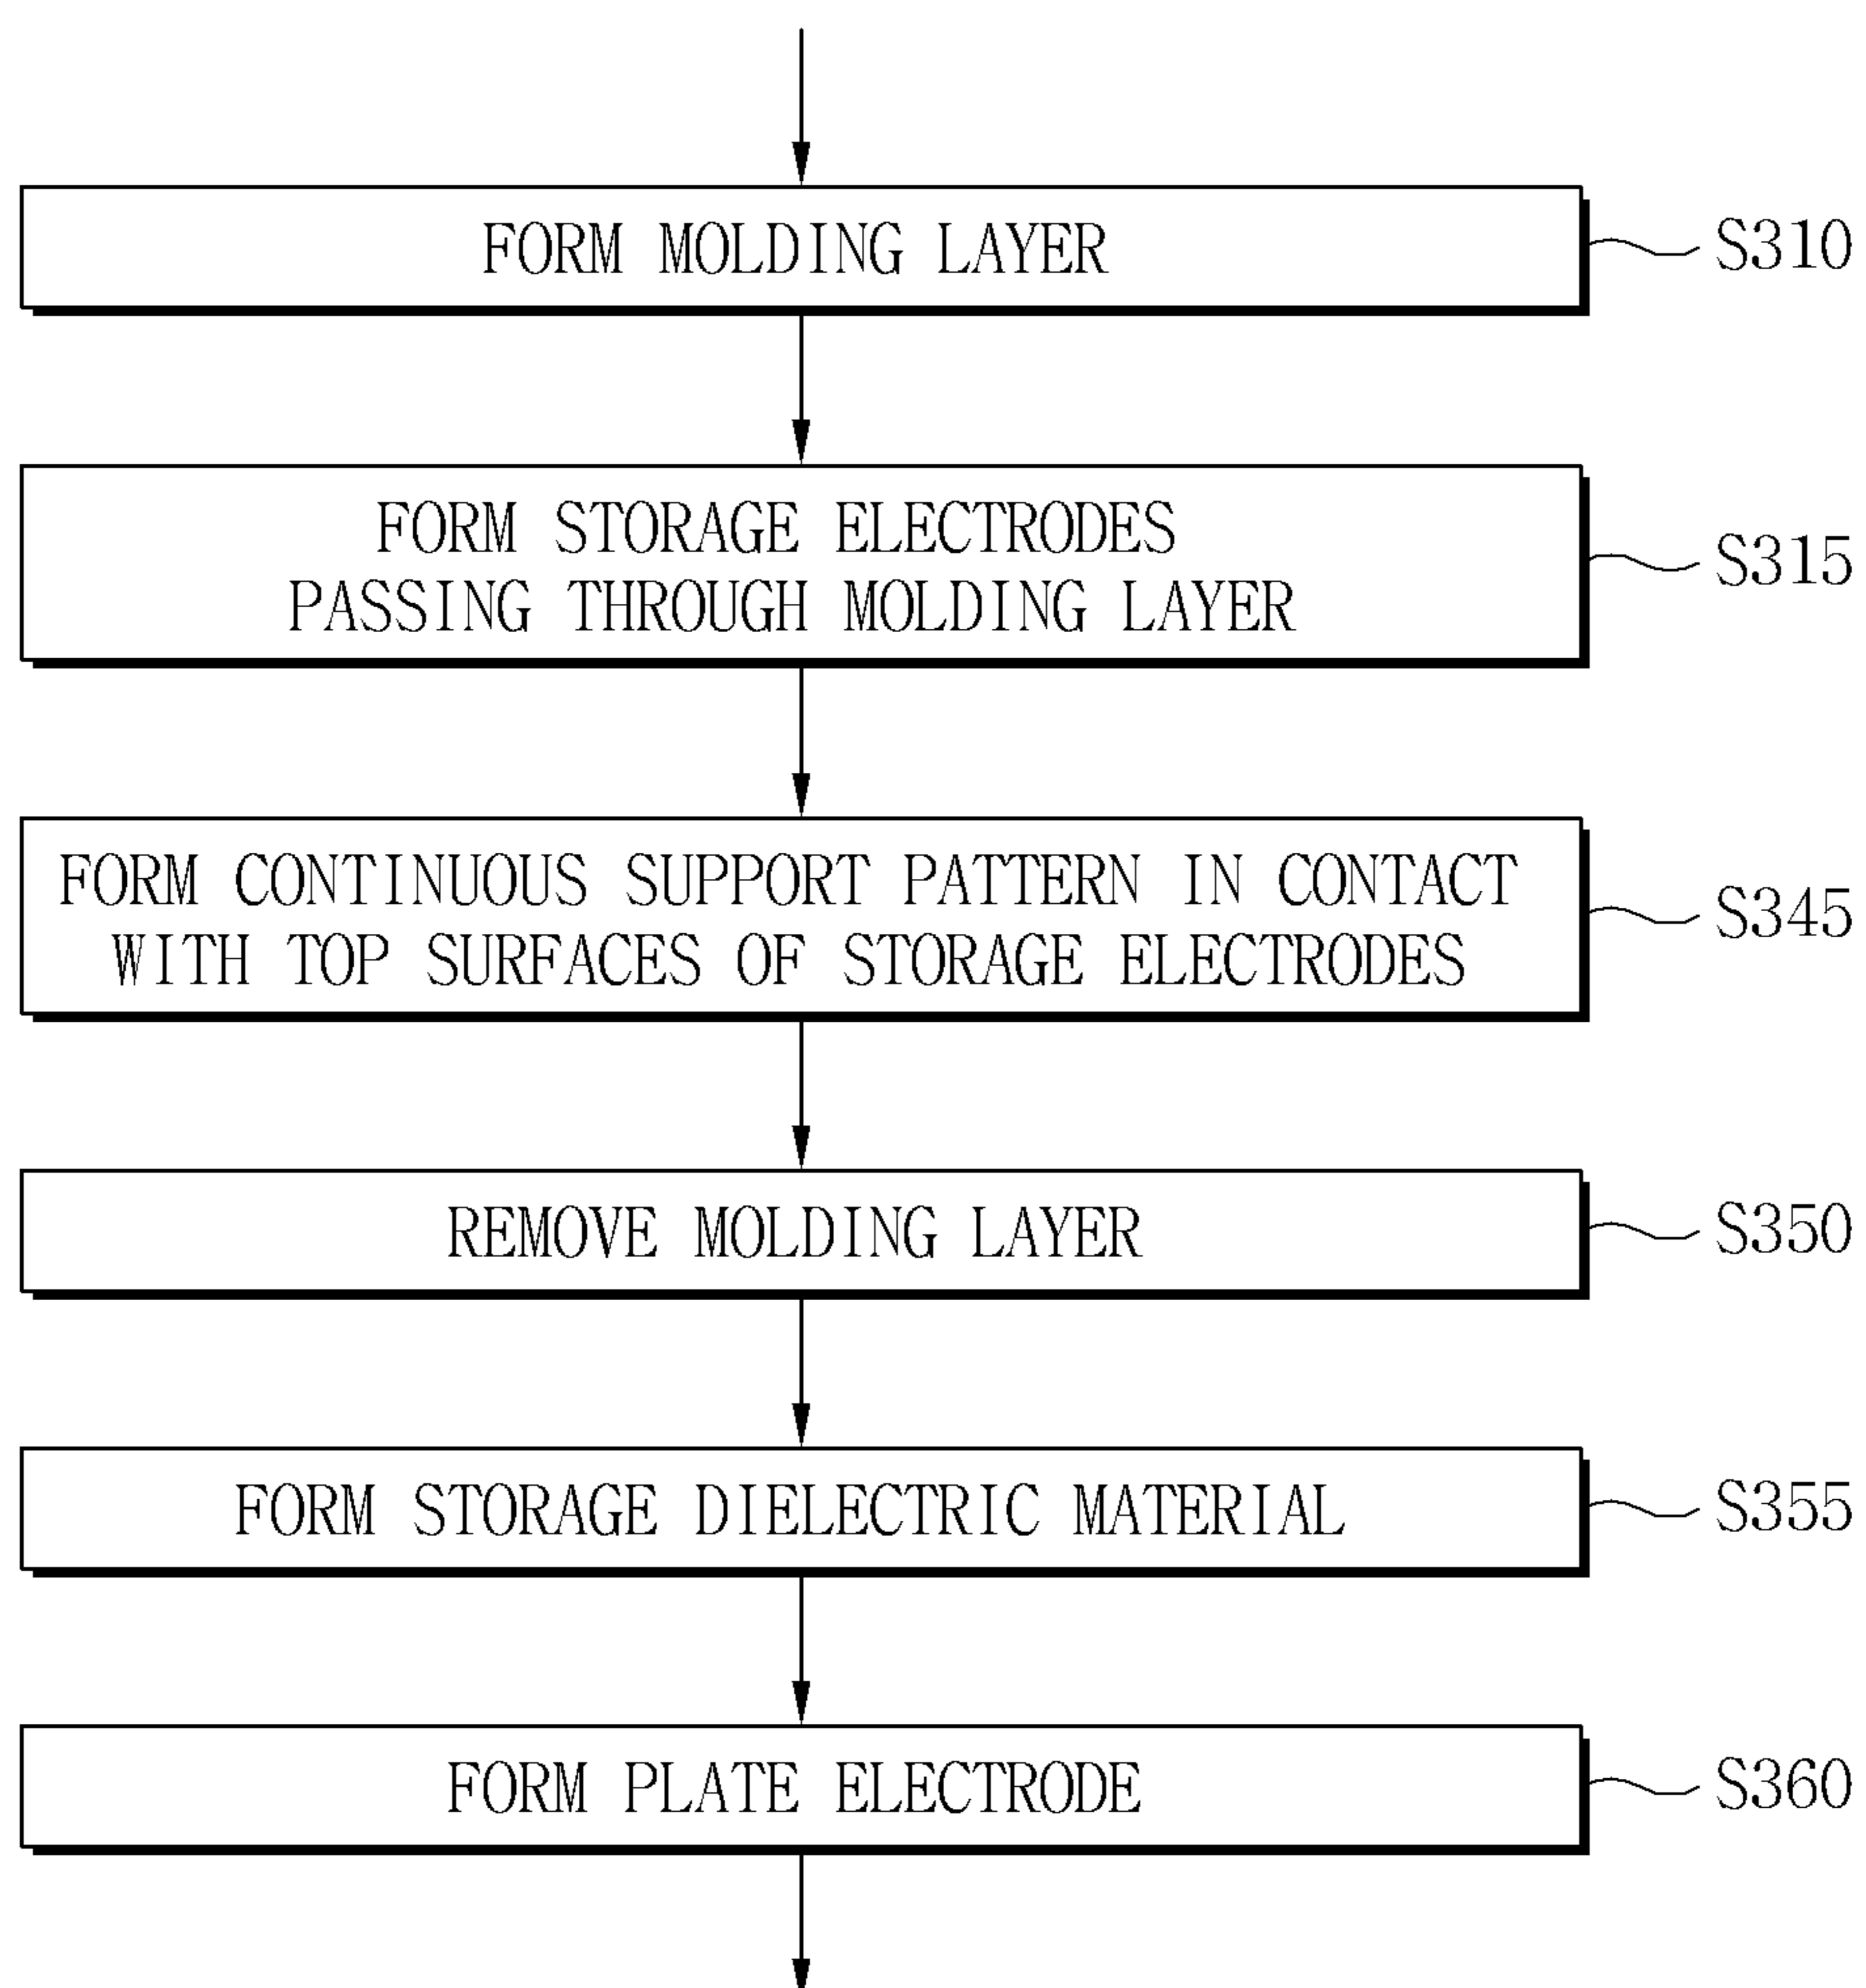 FORM MOLDING LAYER
S310
FORM STORAGE ELECTRODES
PASSING THROUGH MOLDING LAYER
S315
FORM CONTINUOUS SUPPORT PATTERN IN CONTACT
WITH TOP SURFACES OF STORAGE ELECTRODES
S345
REMOVE MOLDING LAYER
S350
FORM STORAGE DIELECTRIC MATERIAL
S355
FORM PLATE ELECTRODE
S360